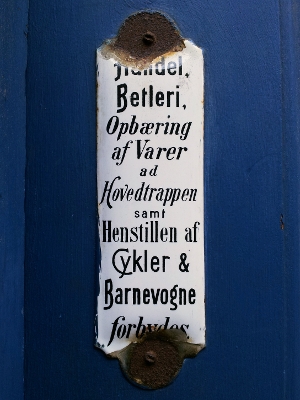 Handel,
Betleri,
Opbæring
af Varer
ad
Hovedtrappen
samt
Henstillen af
Cykler &
Barnevogne
forbydes